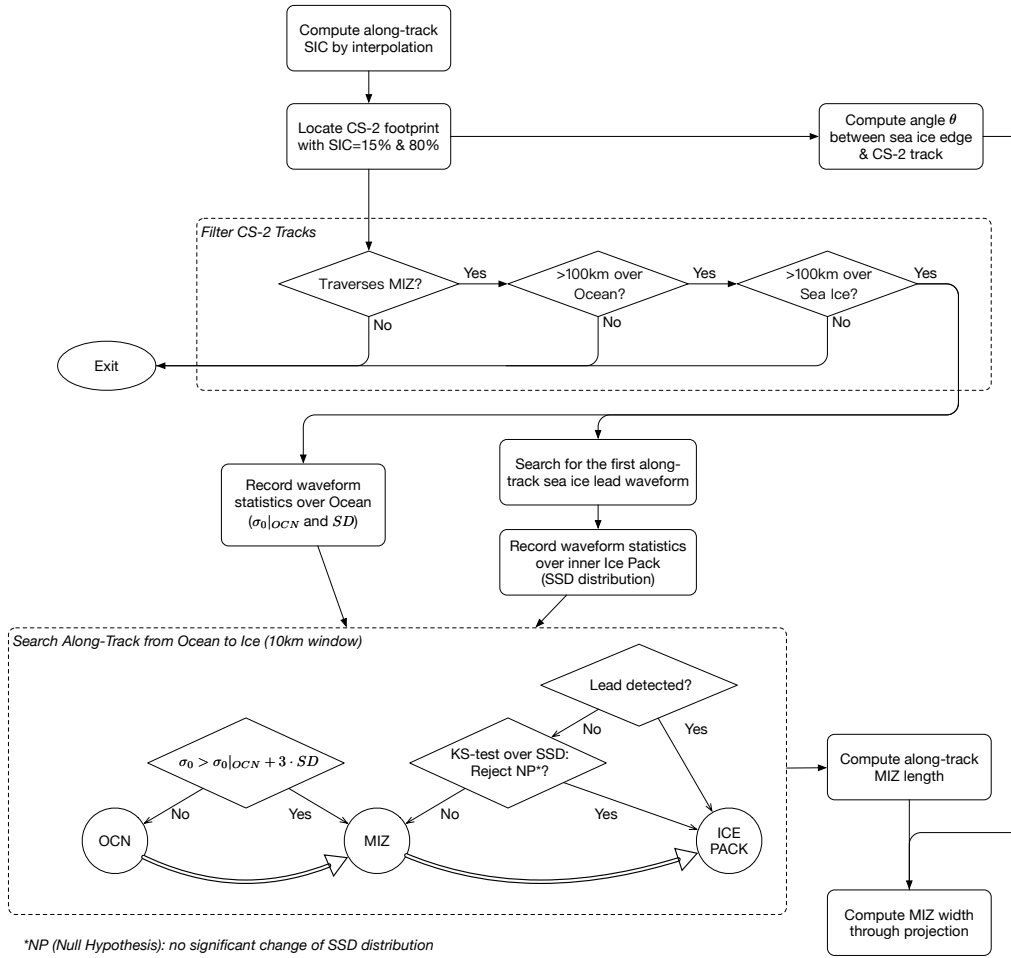 Compute along-track
SIC by interpolation
Locate CS-2 footprint
with SIC=15% & 80%
Compute angle θ
between sea ice edge
& CS-2 track
Filter CS-2 Tracks
Traverses MIZ?
Yes
>100km over
Ocean?
Yes
>100km over
Sea Ice?
Yes
No
No
No
Exit
Record waveform
statistics over Ocean
(σ₀|OCN and SD)
Search for the first along-
track sea ice lead waveform
Record waveform statistics
over inner Ice Pack
(SSD distribution)
Search Along-Track from Ocean to Ice (10km window)
Lead detected?
No
Yes
σ₀ > σ₀|OCN + 3 · SD
KS-test over SSD:
Reject NP*?
No
Yes
No
Yes
OCN
MIZ
ICE
PACK
Compute along-track
MIZ length
Compute MIZ width
through projection
*NP (Null Hypothesis): no significant change of SSD distribution